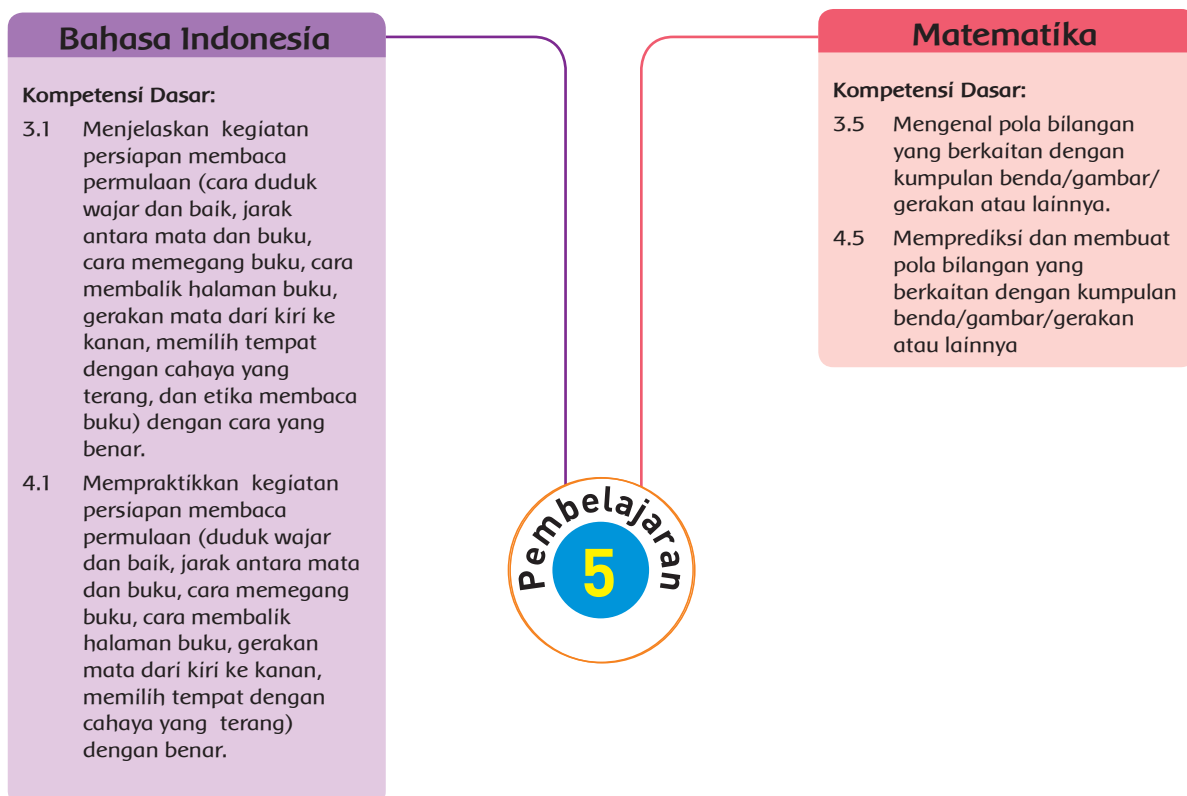 Bahasa Indonesia
Kompetensi Dasar:
3.1 Menjelaskan kegiatan
persiapan membaca
permulaan (cara duduk
wajar dan baik, jarak
antara mata dan buku,
cara memegang buku, cara
membalik halaman buku,
gerakan mata dari kiri ke
kanan, memilih tempat
dengan cahaya yang
terang, dan etika membaca
buku) dengan cara yang
benar.
4.1 Mempraktikkan kegiatan
persiapan membaca
permulaan (duduk wajar
dan baik, jarak antara mata
dan buku, cara memegang
buku, cara membalik
halaman buku, gerakan
mata dari kiri ke kanan,
memilih tempat dengan
cahaya yang terang)
dengan benar.
Matematika
Kompetensi Dasar:
3.5 Mengenal pola bilangan
yang berkaitan dengan
kumpulan benda/gambar/
gerakan atau lainnya.
4.5 Memprediksi dan membuat
pola bilangan yang
berkaitan dengan kumpulan
benda/gambar/gerakan
atau lainnya
Pembelajaran
5